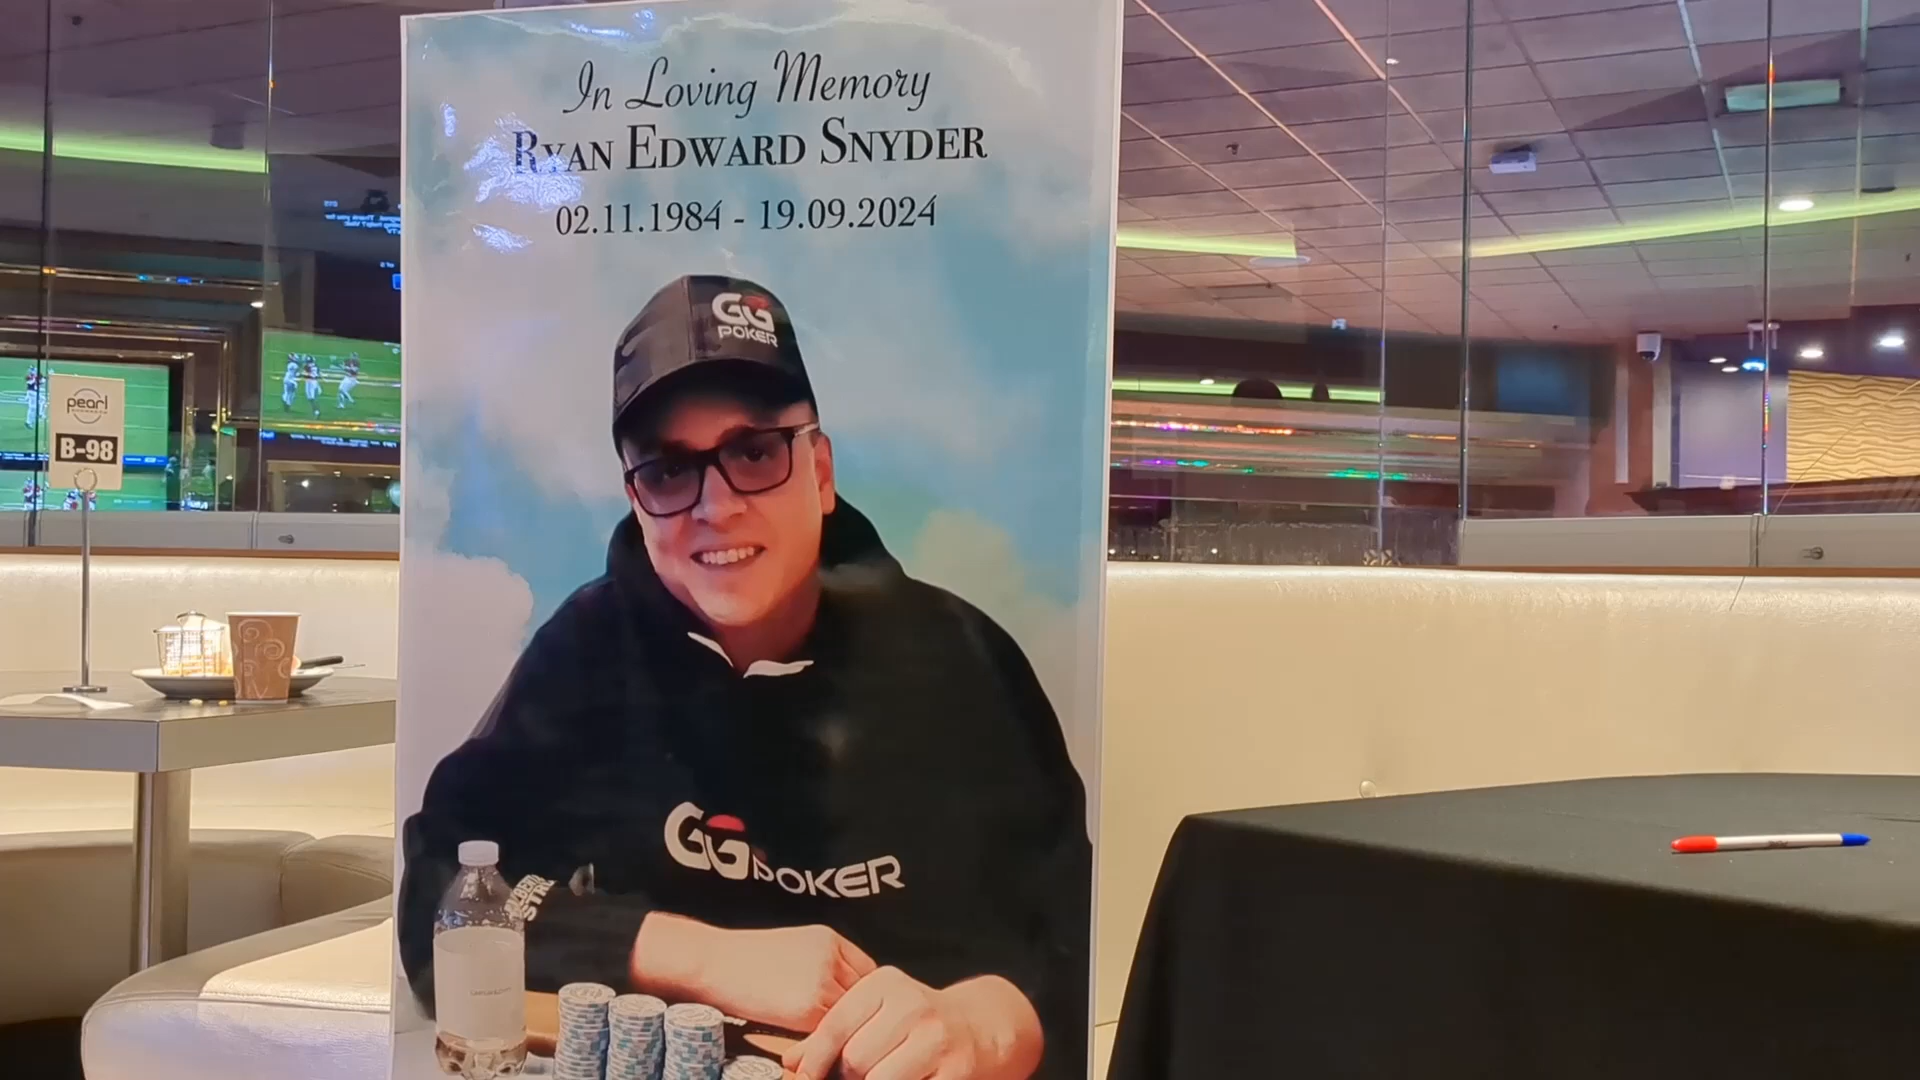 In Loving Memory
RYAN EDWARD SNYDER
02.11.1984 - 19.09.2024
GG
POKER
GG POKER
pearl
B-98